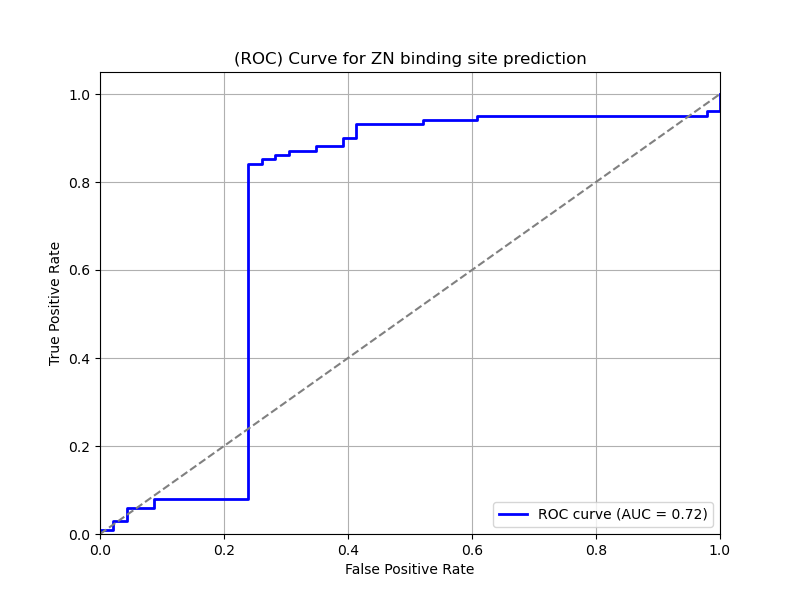 (ROC) Curve for ZN binding site prediction
1.0
0.8
0.6
0.4
0.2
0.0
True Positive Rate
ROC curve (AUC = 0.72)
0.0 0.2 0.4 0.6 0.8 1.0
False Positive Rate